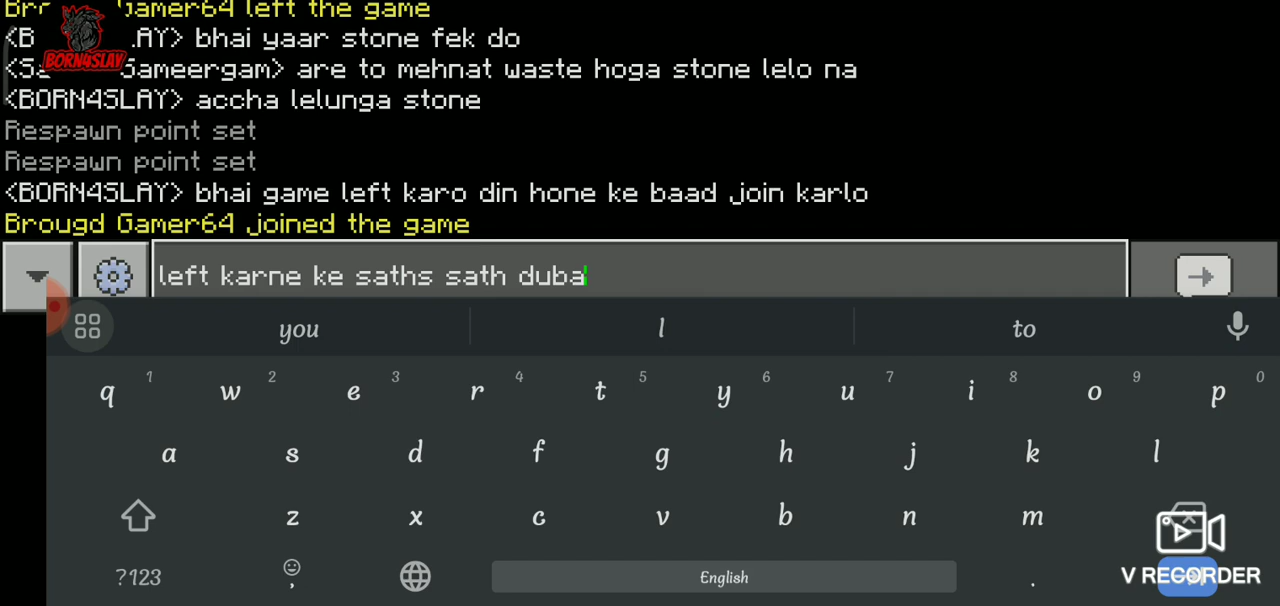 left the game
bhai yaar stone fek do
are to mehnat waste hoga stone lelo na
<BORN4SLAY> accha lelunga stone
Respawn point set
Respawn point set
<BORN4SLAY> bhai game left karo din hone ke baad join karlo
Brougd Gamer64 joined the game
left karne ke saths sath duba
you l to
1 2 3 4 5 6 7 8 9 0
q w e r t y u i o p
a s d f g h j k l
z x c v b n m
?123 , English .
BORN4SLAY
V RECORDER